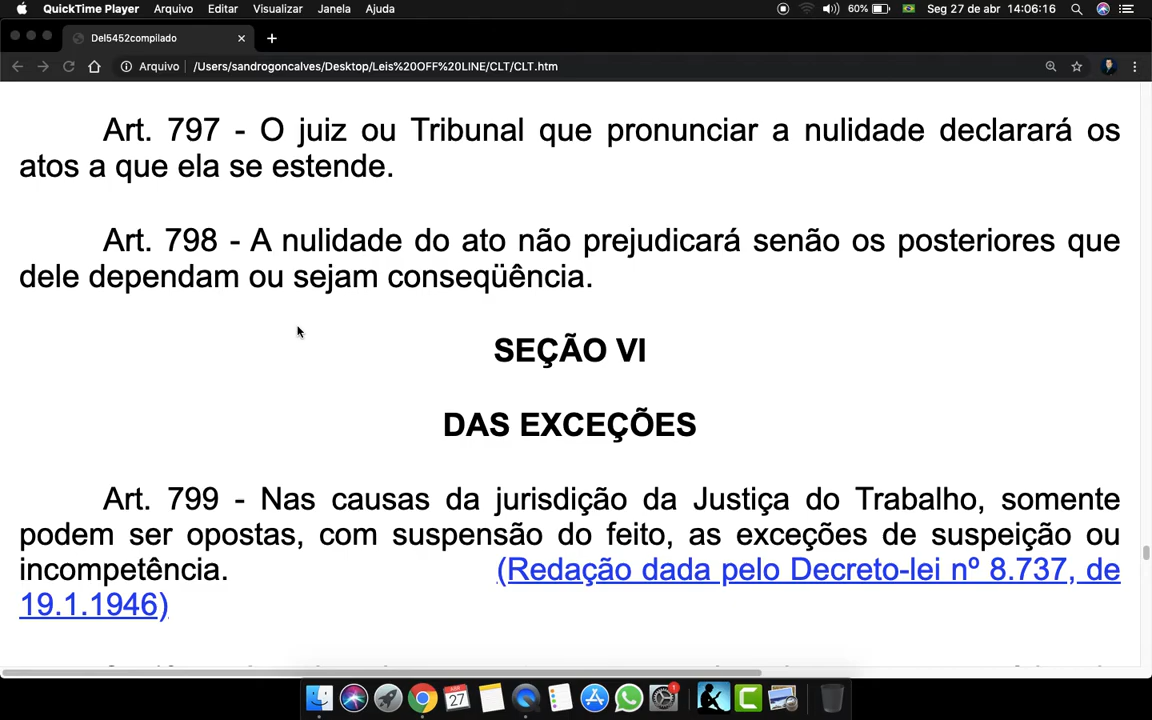 QuickTime Player Arquivo Editar Visualizar Janela Ajuda 60% Seg 27 de abr 14:06:16
Del5452compilado
Arquivo /Users/sandrogoncalves/Desktop/Leis%20OFF%20LINE/CLT/CLT.htm
Art. 797 - O juiz ou Tribunal que pronunciar a nulidade declarará os
atos a que ela se estende.
Art. 798 - A nulidade do ato não prejudicará senão os posteriores que
dele dependam ou sejam conseqüência.
SEÇÃO VI
DAS EXCEÇÕES
Art. 799 - Nas causas da jurisdição da Justiça do Trabalho, somente
podem ser opostas, com suspensão do feito, as exceções de suspeição ou
incompetência. (Redação dada pelo Decreto-lei nº 8.737, de
19.1.1946)
ABR
27
1